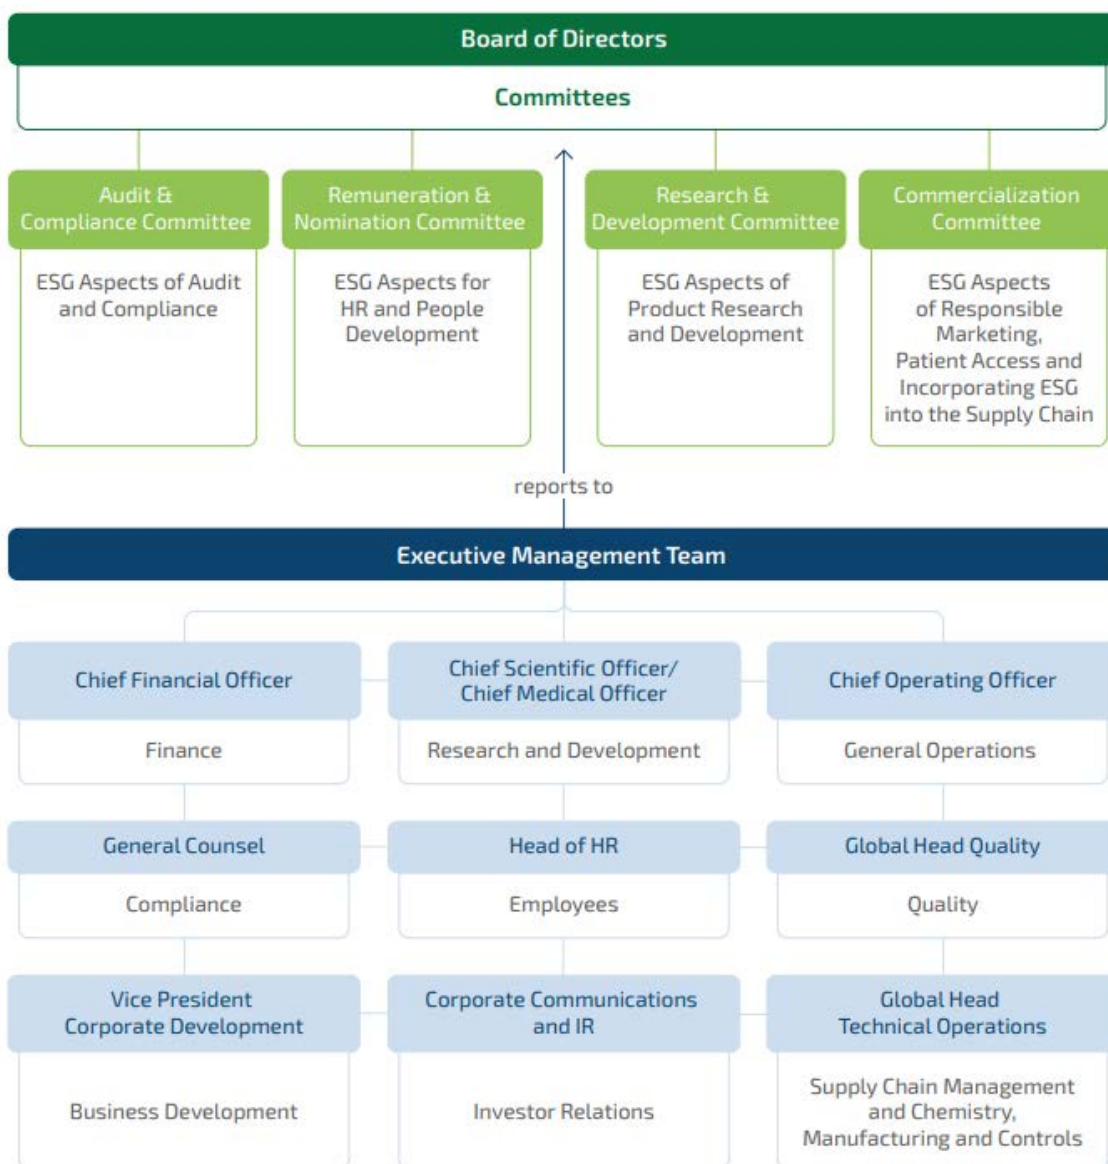 Board of Directors
Committees
Audit &
Compliance Committee
ESG Aspects of Audit
and Compliance
Remuneration &
Nomination Committee
ESG Aspects for
HR and People
Development
Research &
Development Committee
ESG Aspects of
Product Research
and Development
Commercialization
Committee
ESG Aspects
of Responsible
Marketing,
Patient Access and
Incorporating ESG
into the Supply Chain
reports to
Executive Management Team
Chief Financial Officer
Finance
Chief Scientific Officer/
Chief Medical Officer
Research and Development
Chief Operating Officer
General Operations
General Counsel
Compliance
Head of HR
Employees
Global Head Quality
Quality
Vice President
Corporate Development
Business Development
Corporate Communications
and IR
Investor Relations
Global Head
Technical Operations
Supply Chain Management
and Chemistry,
Manufacturing and Controls